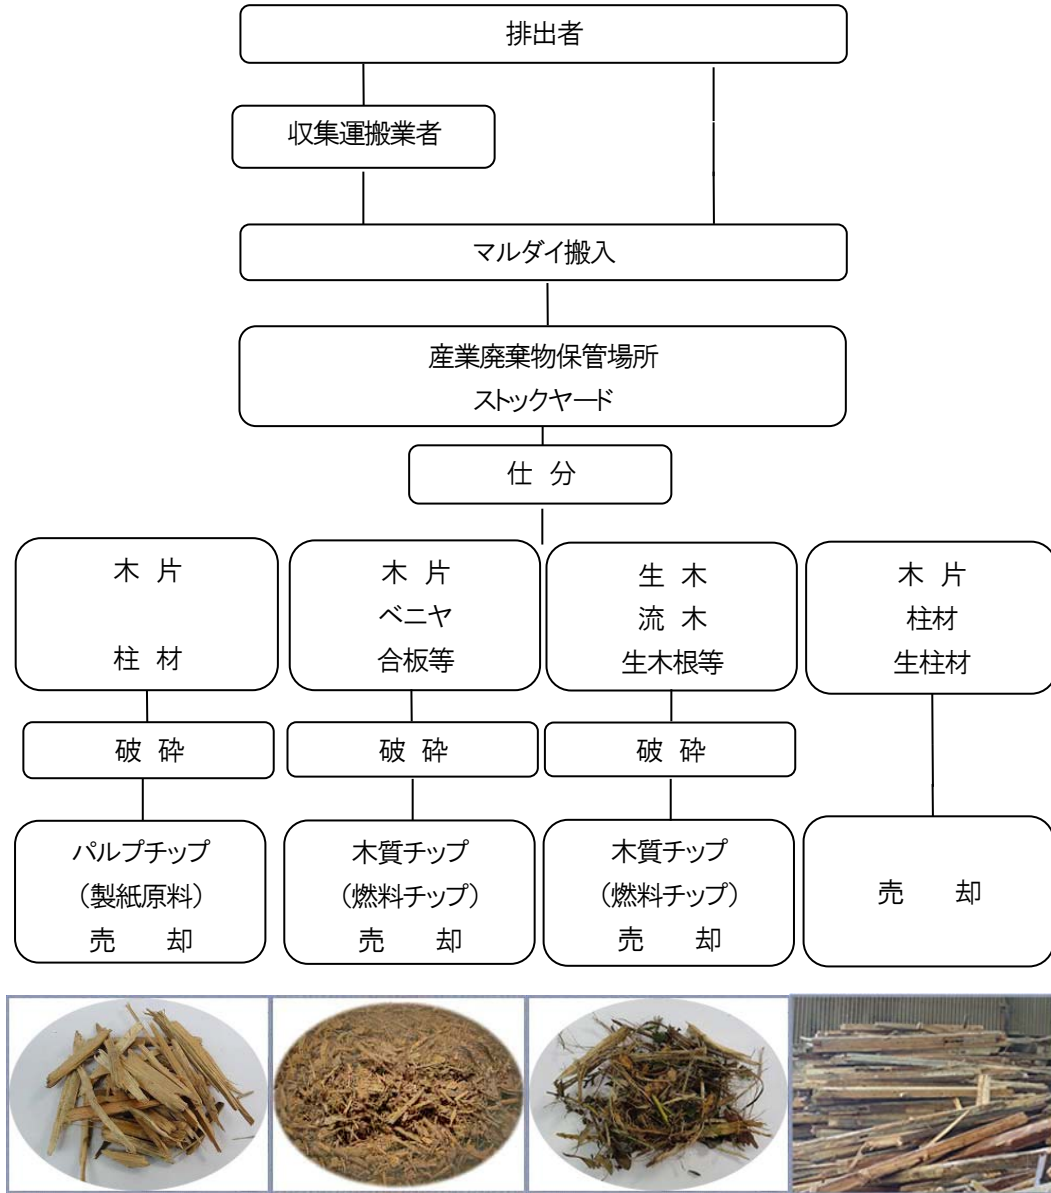 排出者
収集運搬業者
マルダイ搬入
産業廃棄物保管場所
ストックヤード
仕 分
木 片
柱 材
木 片
ベニヤ
合板等
生 木
流 木
生木根等
木 片
柱材
生柱材
破 砕
破 砕
破 砕
パルプチップ
（製紙原料）
売 却
木質チップ
（燃料チップ）
売 却
木質チップ
（燃料チップ）
売 却
売 却